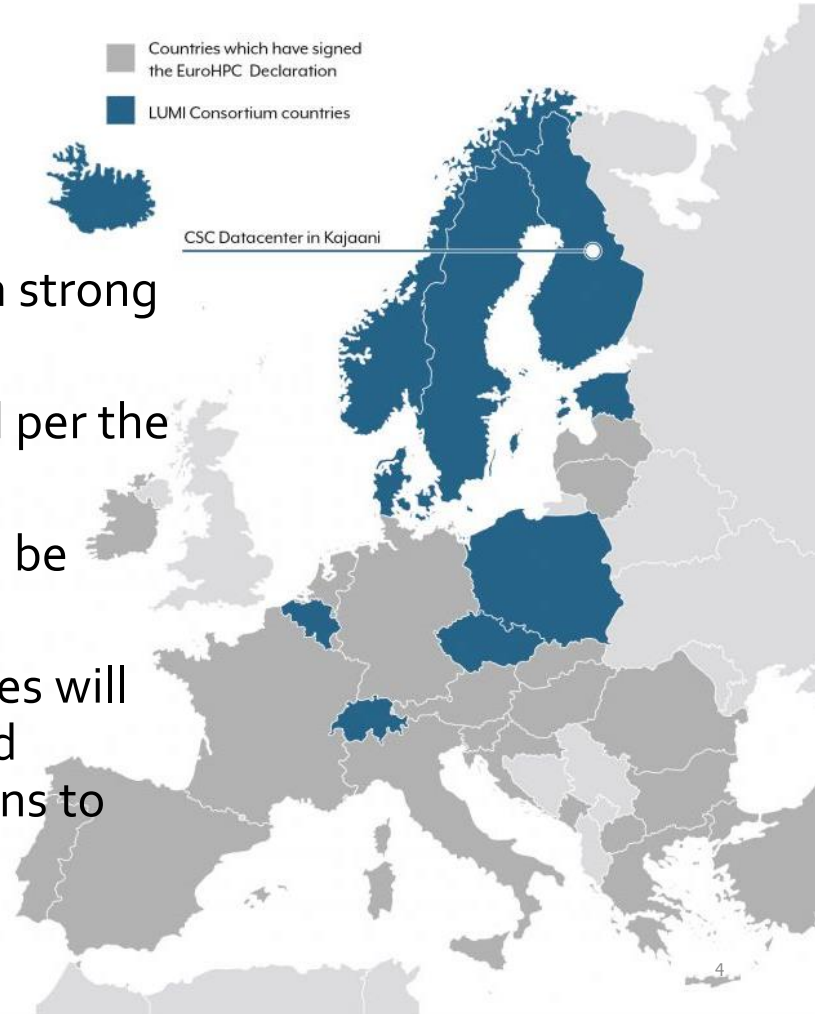 Countries which have signed
the EuroHPC Declaration
LUMI Consortium countries
CSC Datacenter in Kajaani
strong
per the
be
es will
d
ns to
4